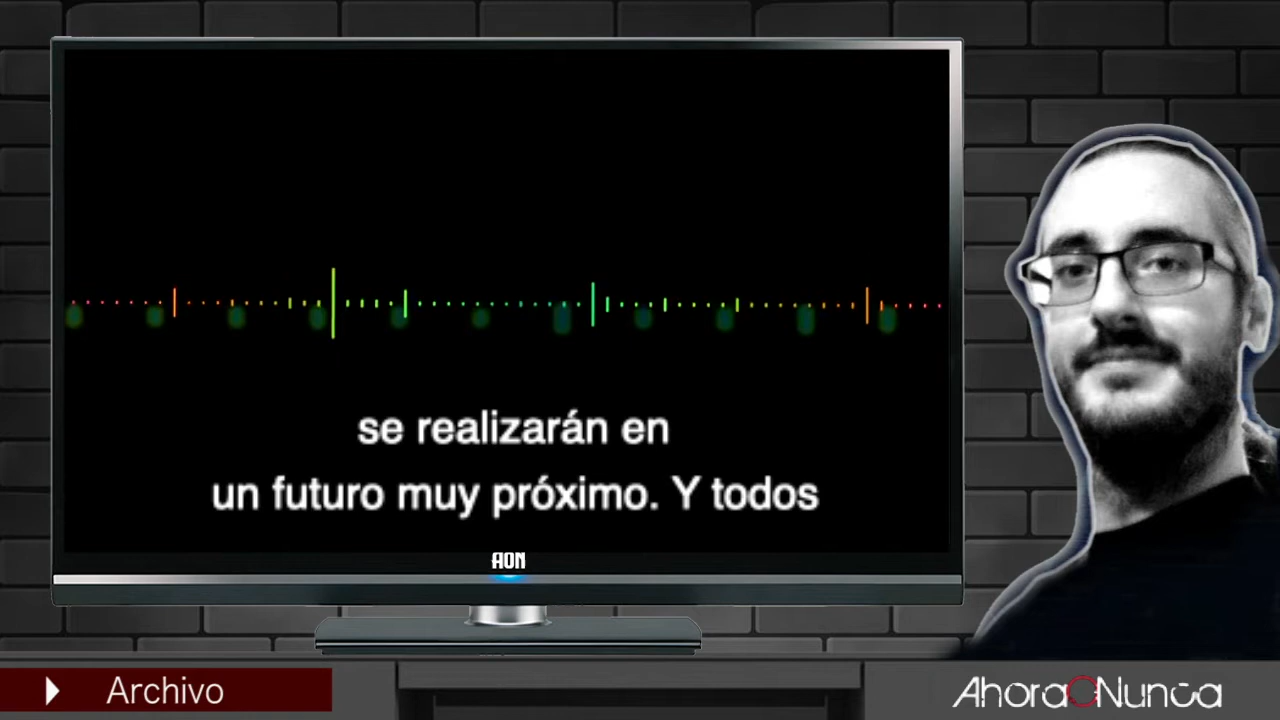 se realizarán en
un futuro muy próximo. Y todos
AON
Archivo
AhoraONunca